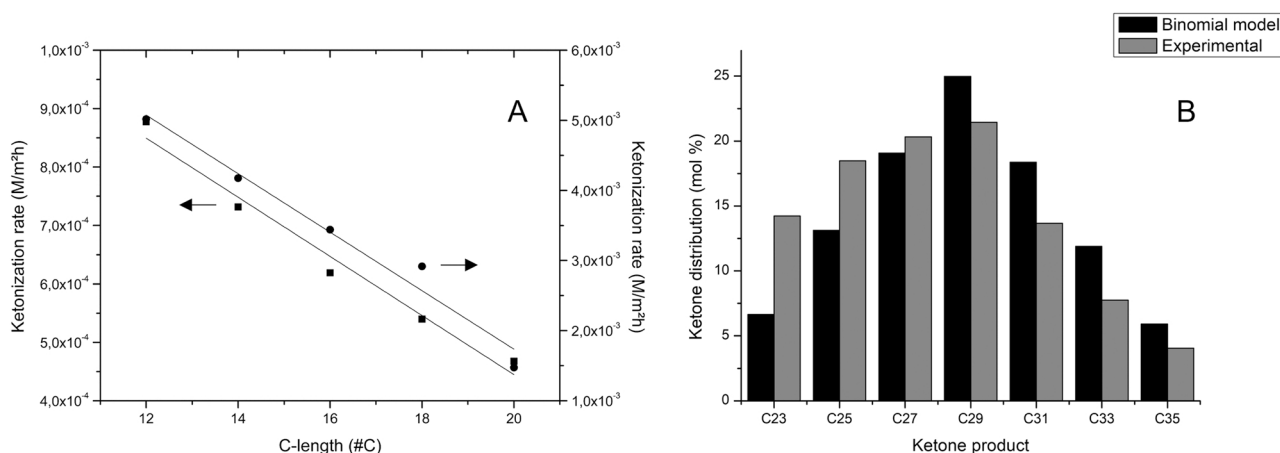 1,0x10⁻³
9,0x10⁻⁴
8,0x10⁻⁴
7,0x10⁻⁴
6,0x10⁻⁴
5,0x10⁻⁴
4,0x10⁻⁴
Ketonization rate (M/m²h)
12
14
16
18
20
C-length (#C)
A
6,0x10⁻³
5,0x10⁻³
4,0x10⁻³
3,0x10⁻³
2,0x10⁻³
1,0x10⁻³
Ketonization rate (M/m²h)
Binomial model
Experimental
B
25
20
15
10
5
0
Ketone distribution (mol %)
C23
C25
C27
C29
C31
C33
C35
Ketone product